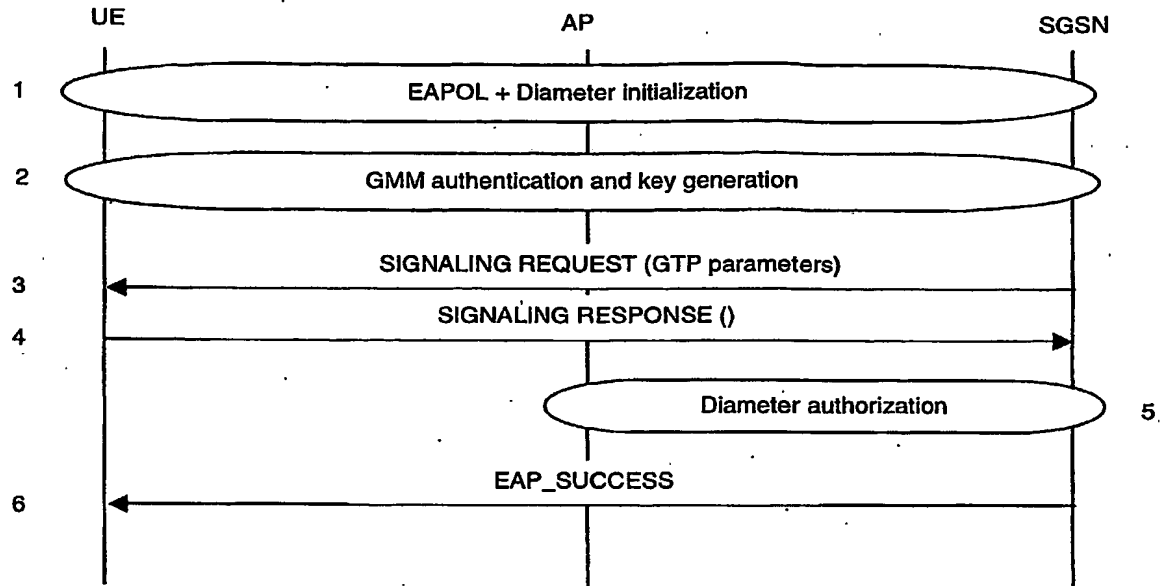 UE AP SGSN
1 EAPOL + Diameter initialization
2 GMM authentication and key generation
SIGNALING REQUEST (GTP parameters)
3
SIGNALING RESPONSE ()
4
Diameter authorization 5
EAP_SUCCESS
6